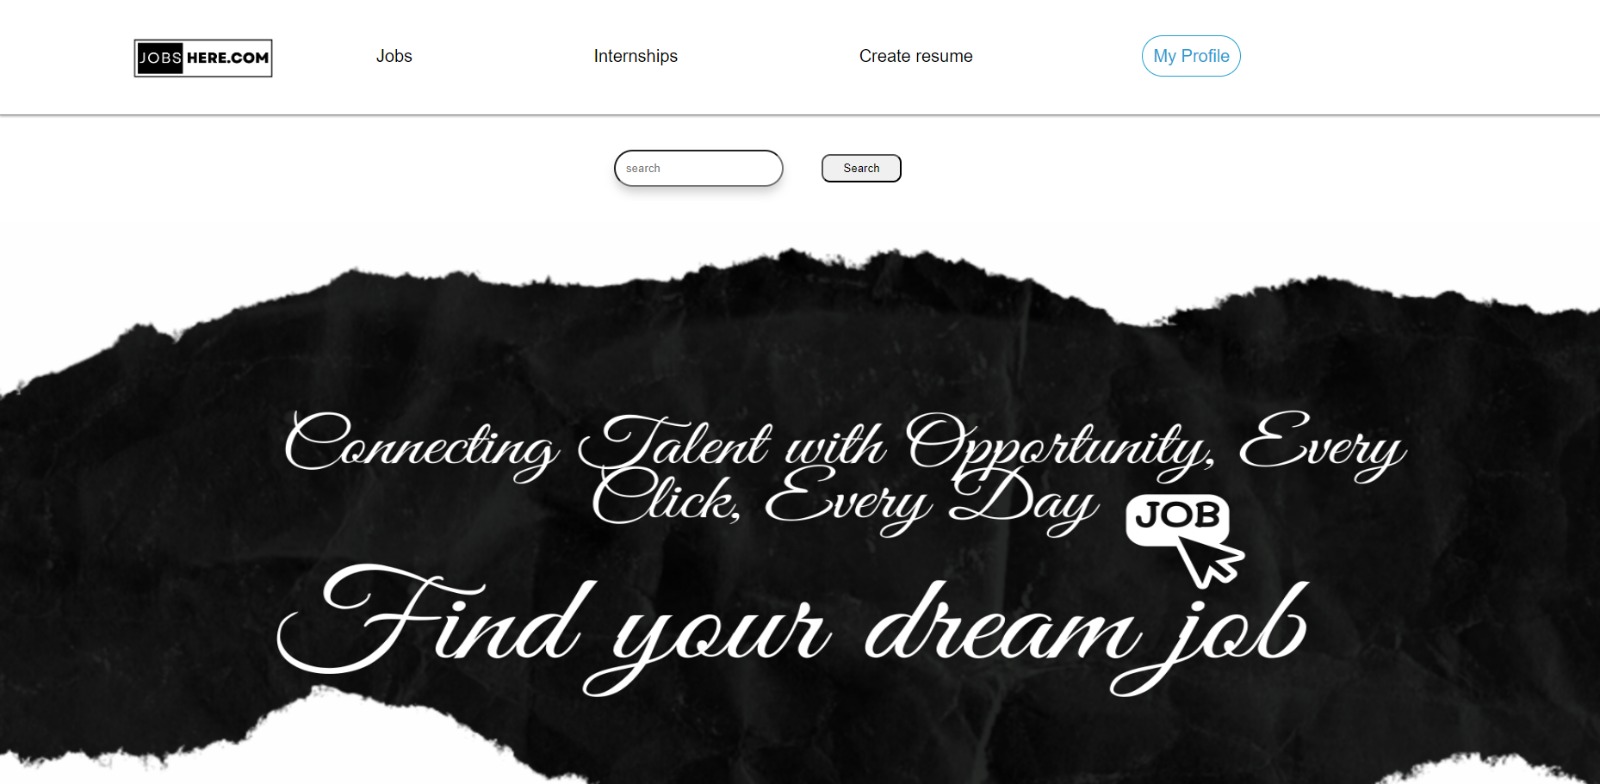 JOBS HERE.COM
Jobs
Internships
Create resume
My Profile
search
Search
Connecting Talent with Opportunity, Every
Click, Every Day
JOB
Find your dream job